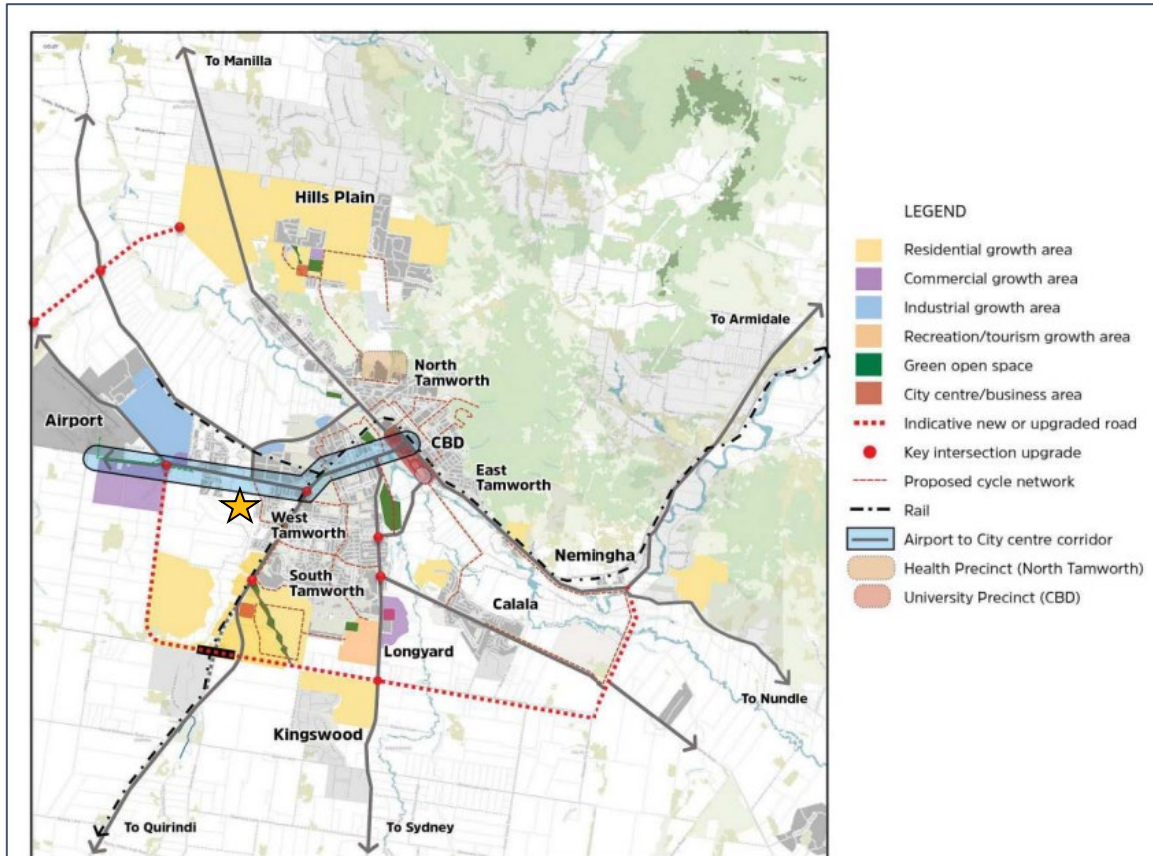 To Manilla
Hills Plain
To Armidale
North
Tamworth
Airport
CBD
East
Tamworth
West
Tamworth
Nemingha
South
Tamworth
Calala
Longyard
To Nundle
Kingswood
To Quirindi
To Sydney
LEGEND
Residential growth area
Commercial growth area
Industrial growth area
Recreation/tourism growth area
Green open space
City centre/business area
Indicative new or upgraded road
Key intersection upgrade
Proposed cycle network
Rail
Airport to City centre corridor
Health Precinct (North Tamworth)
University Precinct (CBD)